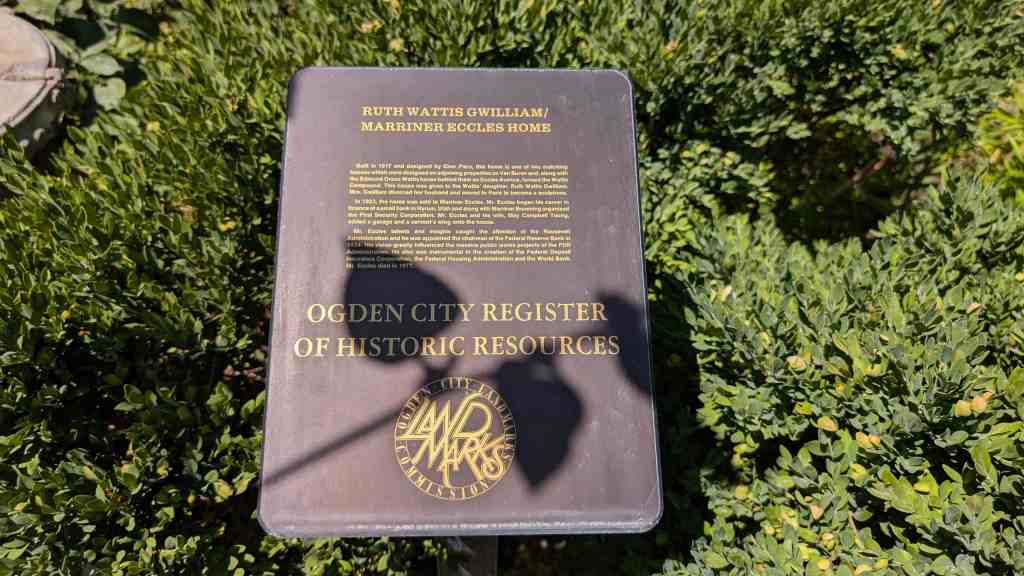 RUTH WATTIS GWILLIAM/
MARRINER ECCLES HOME
Built in 1917 and designed by Eber Piers, this home is one of two matching
homes which were designed on adjoining properties on Van Buren and, along with
the Edmund Orson Wattis home behind them on Eccles Avenue, formed the Wattis
Compound. This house was given to the Wattis' daughter, Ruth Wattis Gwilliam.
Mrs. Gwilliam divorced her husband and moved to Paris to become a
In 1923, the home was sold to Marriner Eccles. Mr. Eccles began his career in
finance at a small bank in Hyrum, Utah and along with Marriner Browning organized
the First Security Corporation. Mr. Eccles and his wife, May Campbell Young,
added a garage and a servant's wing onto the house.
Mr. Eccles talents and insights caught the attention of the Roosevelt
Administration and he was appointed the chairman of the Federal Reserve Bank in
1934. His vision greatly influenced the massive public works projects of the FDR
Administration. He also was instrumental in the creation of the Federal Deposit
Insurance Corporation, the Federal Housing Administration and the World Bank.
Mr. Eccles died in 1977.
OGDEN CITY REGISTER
OF HISTORIC RESOURCES
OGDEN CITY LANDMARKS
LAND
MARKS
COMMISSION